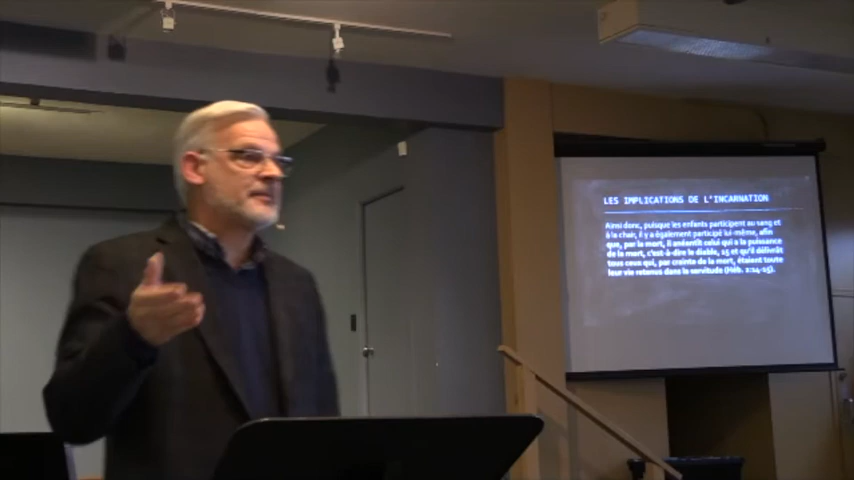 LES IMPLICATIONS DE L'INCARNATION
Ainsi donc, puisque les enfants participent au sang et
à la chair, il y a également participé lui-même, afin
que, par la mort, il anéantît celui qui a la puissance
de la mort, c'est-à-dire le diable, 15 et qu'il délivrât
tous ceux qui, par crainte de la mort, étaient toute
leur vie retenus dans la servitude (Héb. 2:14-15).